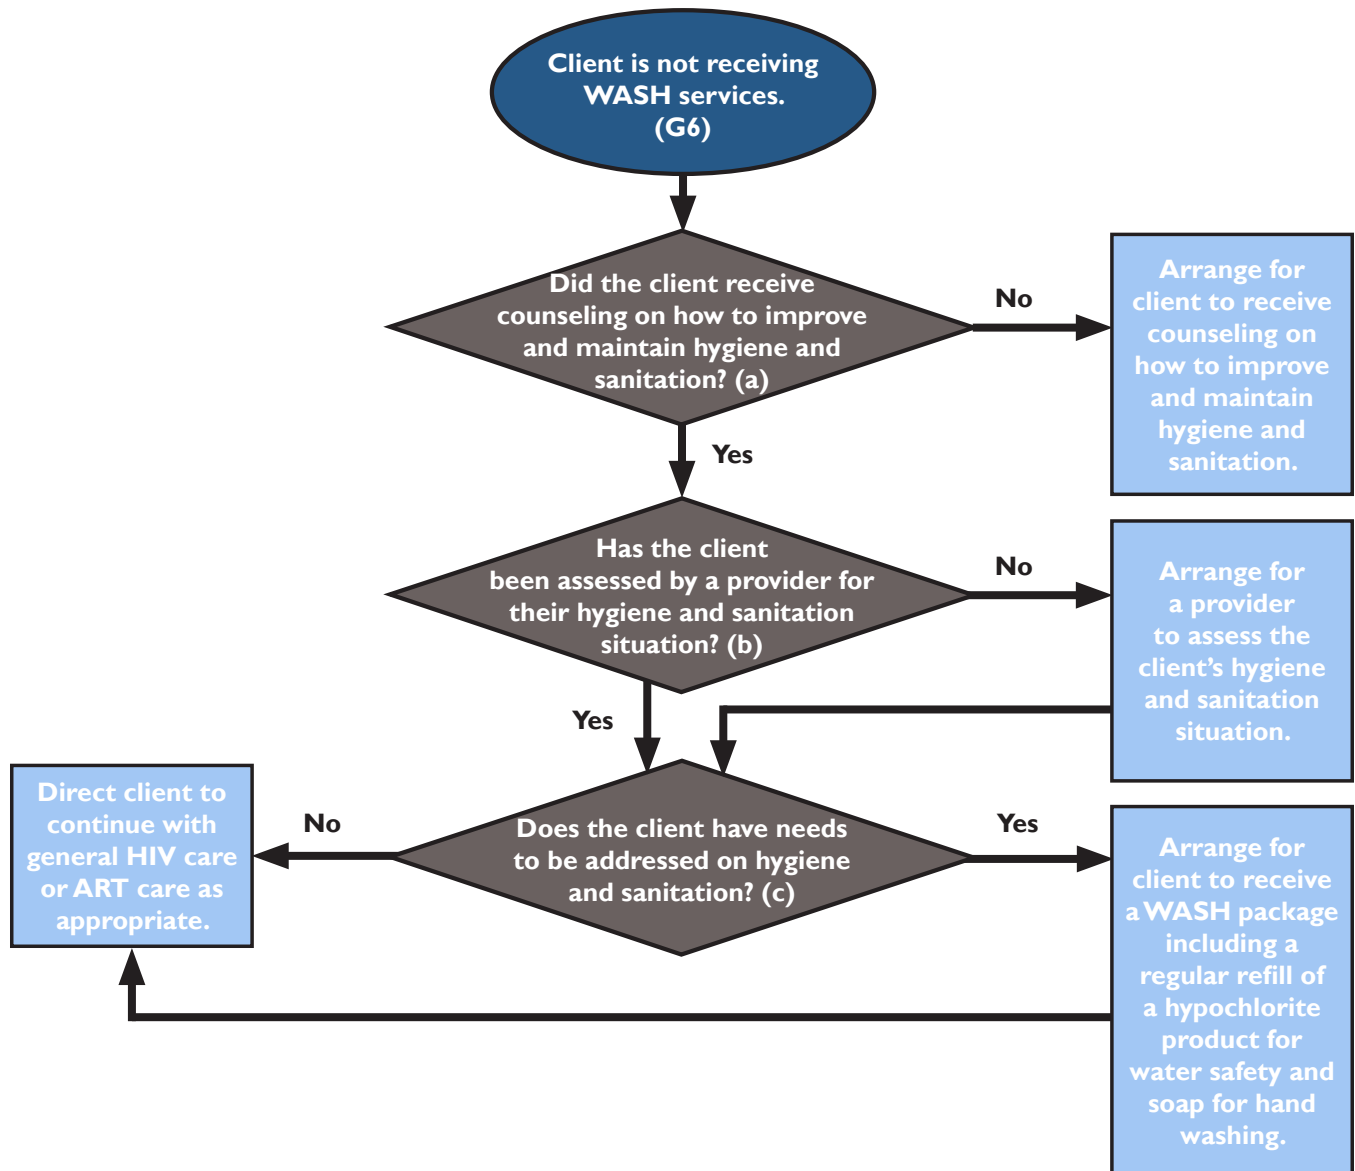 Client is not receiving
WASH services.
(G6)
Did the client receive
counseling on how to improve
and maintain hygiene and
sanitation? (a)
No
Arrange for
client to receive
counseling on
how to improve
and maintain
hygiene and
sanitation.
Yes
Has the client
been assessed by a provider for
their hygiene and sanitation
situation? (b)
No
Arrange for
a provider
to assess the
client’s hygiene
and sanitation
situation.
Yes
Does the client have needs
to be addressed on hygiene
and sanitation? (c)
No
Direct client to
continue with
general HIV care
or ART care as
appropriate.
Yes
Arrange for
client to receive
a WASH package
including a
regular refill of
a hypochlorite
product for
water safety and
soap for hand
washing.